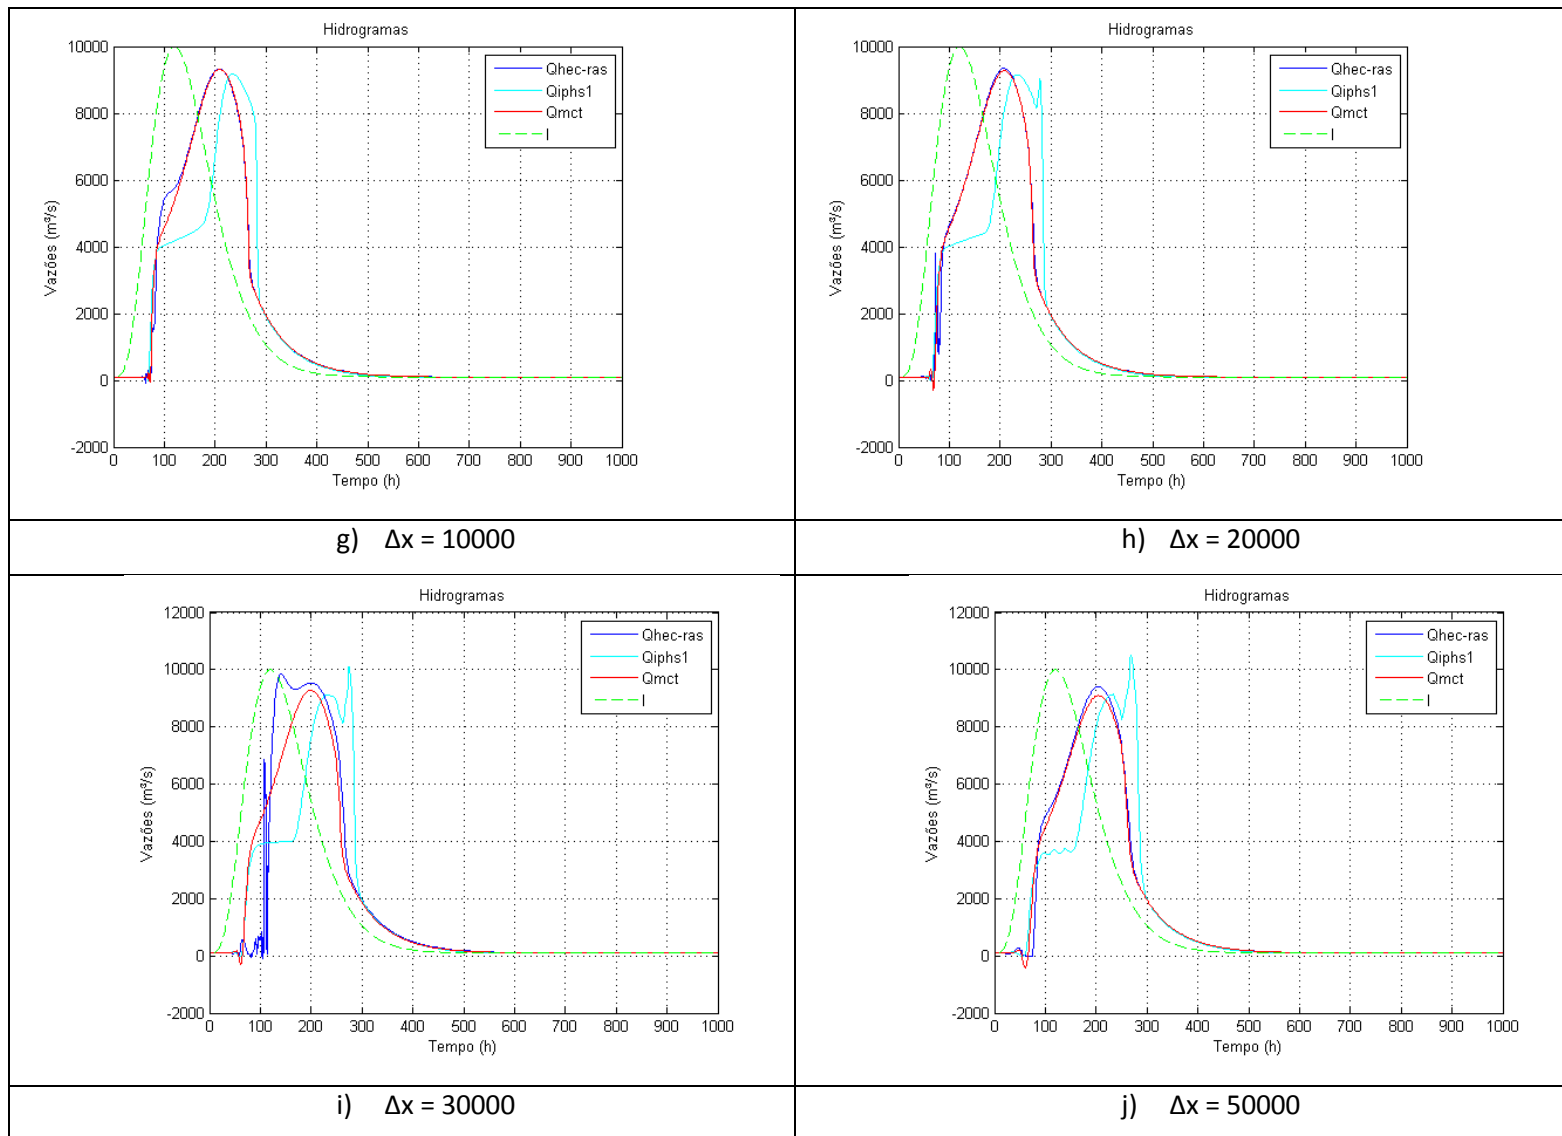 Hidrogramas
10000
8000
6000
4000
2000
0
-2000
Vazões (m³/s)
0 100 200 300 400 500 600 700 800 900 1000
Tempo (h)
Qhec-ras
Qiphs1
Qmct
I
Hidrogramas
10000
8000
6000
4000
2000
0
-2000
Vazões (m³/s)
0 100 200 300 400 500 600 700 800 900 1000
Tempo (h)
Qhec-ras
Qiphs1
Qmct
I
g) Δx = 10000
h) Δx = 20000
Hidrogramas
12000
10000
8000
6000
4000
2000
0
-2000
Vazões (m³/s)
0 100 200 300 400 500 600 700 800 900 1000
Tempo (h)
Qhec-ras
Qiphs1
Qmct
I
Hidrogramas
12000
10000
8000
6000
4000
2000
0
-2000
Vazões (m³/s)
0 100 200 300 400 500 600 700 800 900 1000
Tempo (h)
Qhec-ras
Qiphs1
Qmct
I
i) Δx = 30000
j) Δx = 50000